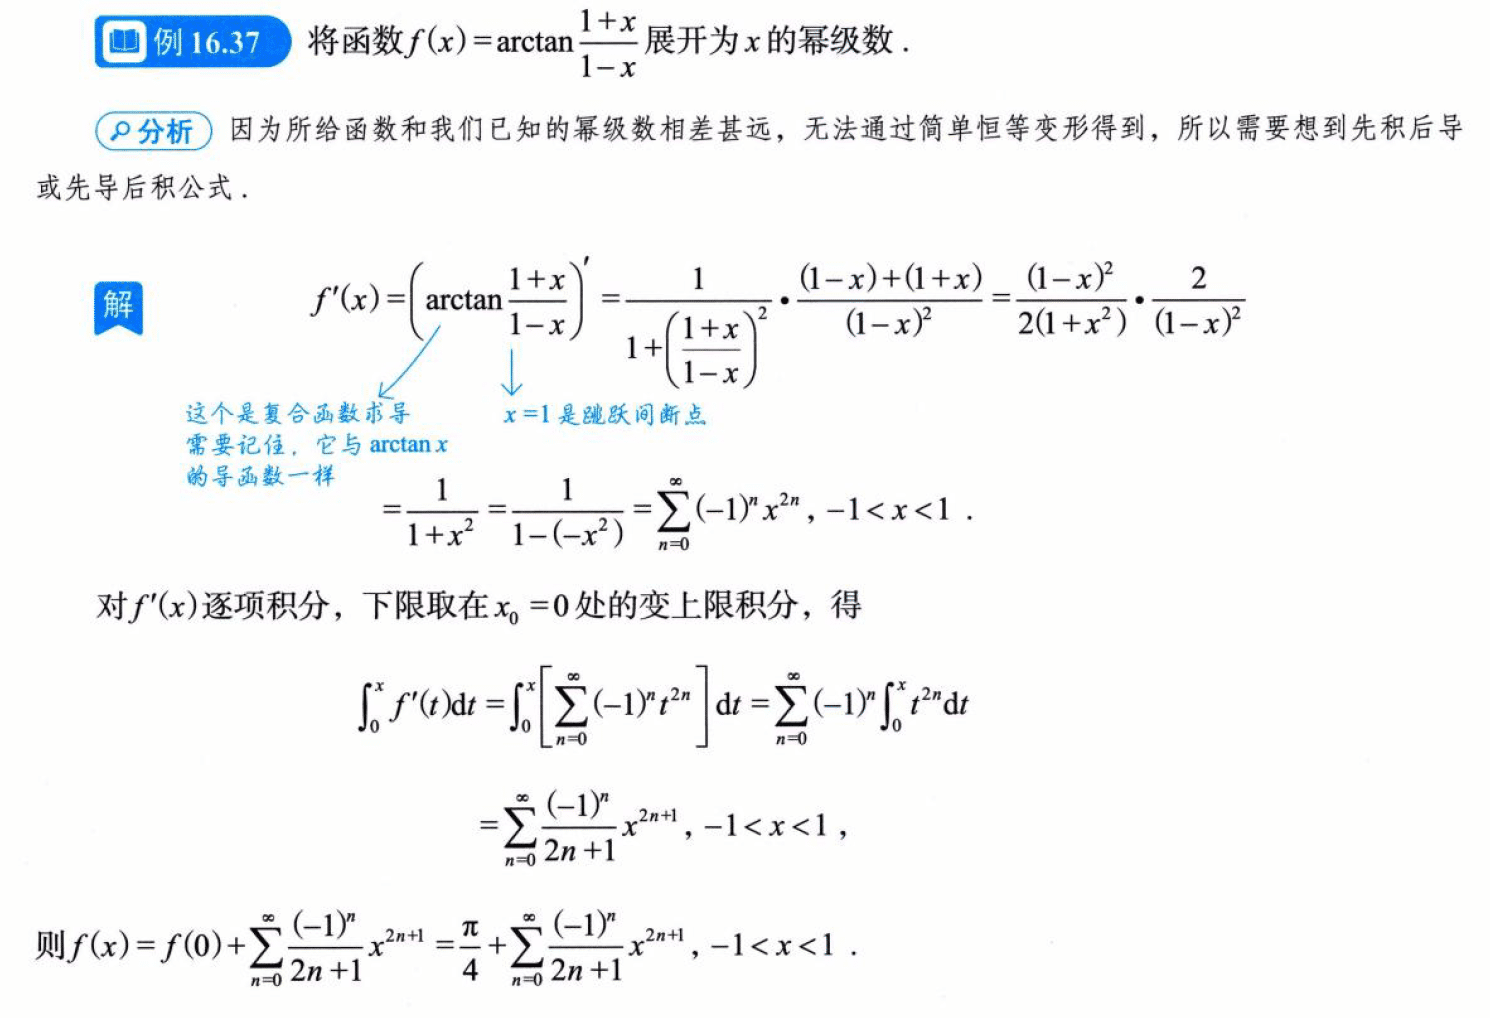 例 16.37 将函数f(x)=arctan\frac{1+x}{1-x}展开为x的幂级数.
分析 因为所给函数和我们已知的幂级数相差甚远，无法通过简单恒等变形得到，所以需要想到先积后导
或先导后积公式.
解 f'(x)=\left(arctan\frac{1+x}{1-x}\right)'=\frac{1}{1+\left(\frac{1+x}{1-x}\right)^2}•\frac{(1-x)+(1+x)}{(1-x)^2}=\frac{(1-x)^2}{2(1+x^2)}•\frac{2}{(1-x)^2}
这个是复合函数求导
需要记住，它与 arctan x
的导函数一样
x=1是跳跃间断点
=\frac{1}{1+x^2}=\frac{1}{1-(-x^2)}=\sum_{n=0}^{∞}(-1)^n x^{2n}, -1<x<1.
对f'(x)逐项积分，下限取在x_0=0处的变上限积分，得
\int_0^x f'(t)dt=\int_0^x\left[\sum_{n=0}^{∞}(-1)^n t^{2n}\right]dt=\sum_{n=0}^{∞}(-1)^n\int_0^x t^{2n}dt
=\sum_{n=0}^{∞}\frac{(-1)^n}{2n+1}x^{2n+1}, -1<x<1,
则f(x)=f(0)+\sum_{n=0}^{∞}\frac{(-1)^n}{2n+1}x^{2n+1}=\frac{π}{4}+\sum_{n=0}^{∞}\frac{(-1)^n}{2n+1}x^{2n+1}, -1<x<1.